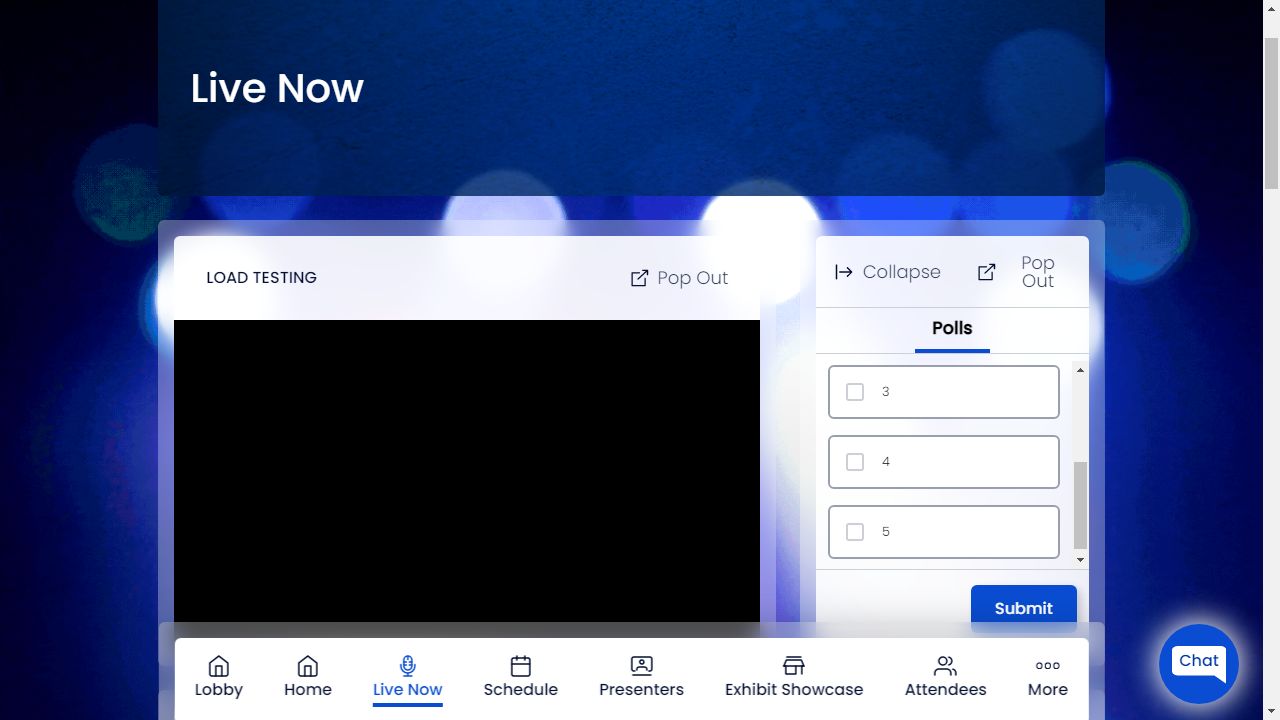 Live Now
LOAD TESTING
Pop Out
Collapse
Pop
Out
Polls
3
4
5
Submit
Lobby
Home
Live Now
Schedule
Presenters
Exhibit Showcase
Attendees
More
Chat